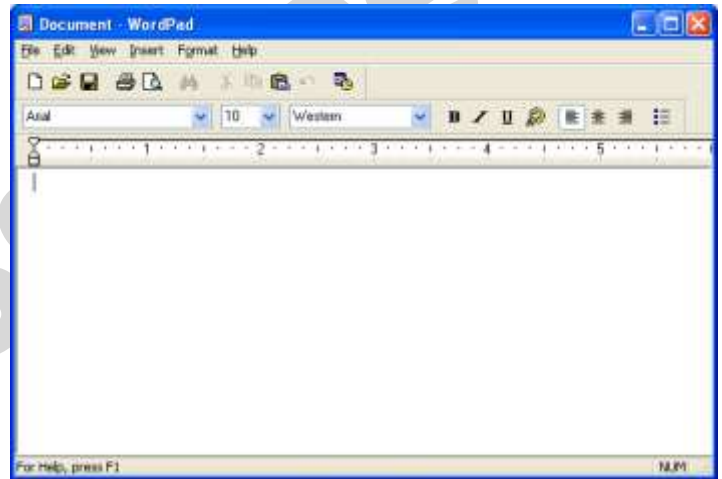 Document - WordPad
File Edit View Insert Format Help
Arial 10 Western B / U
1 2 3 4 5
For Help, press F1 NUM